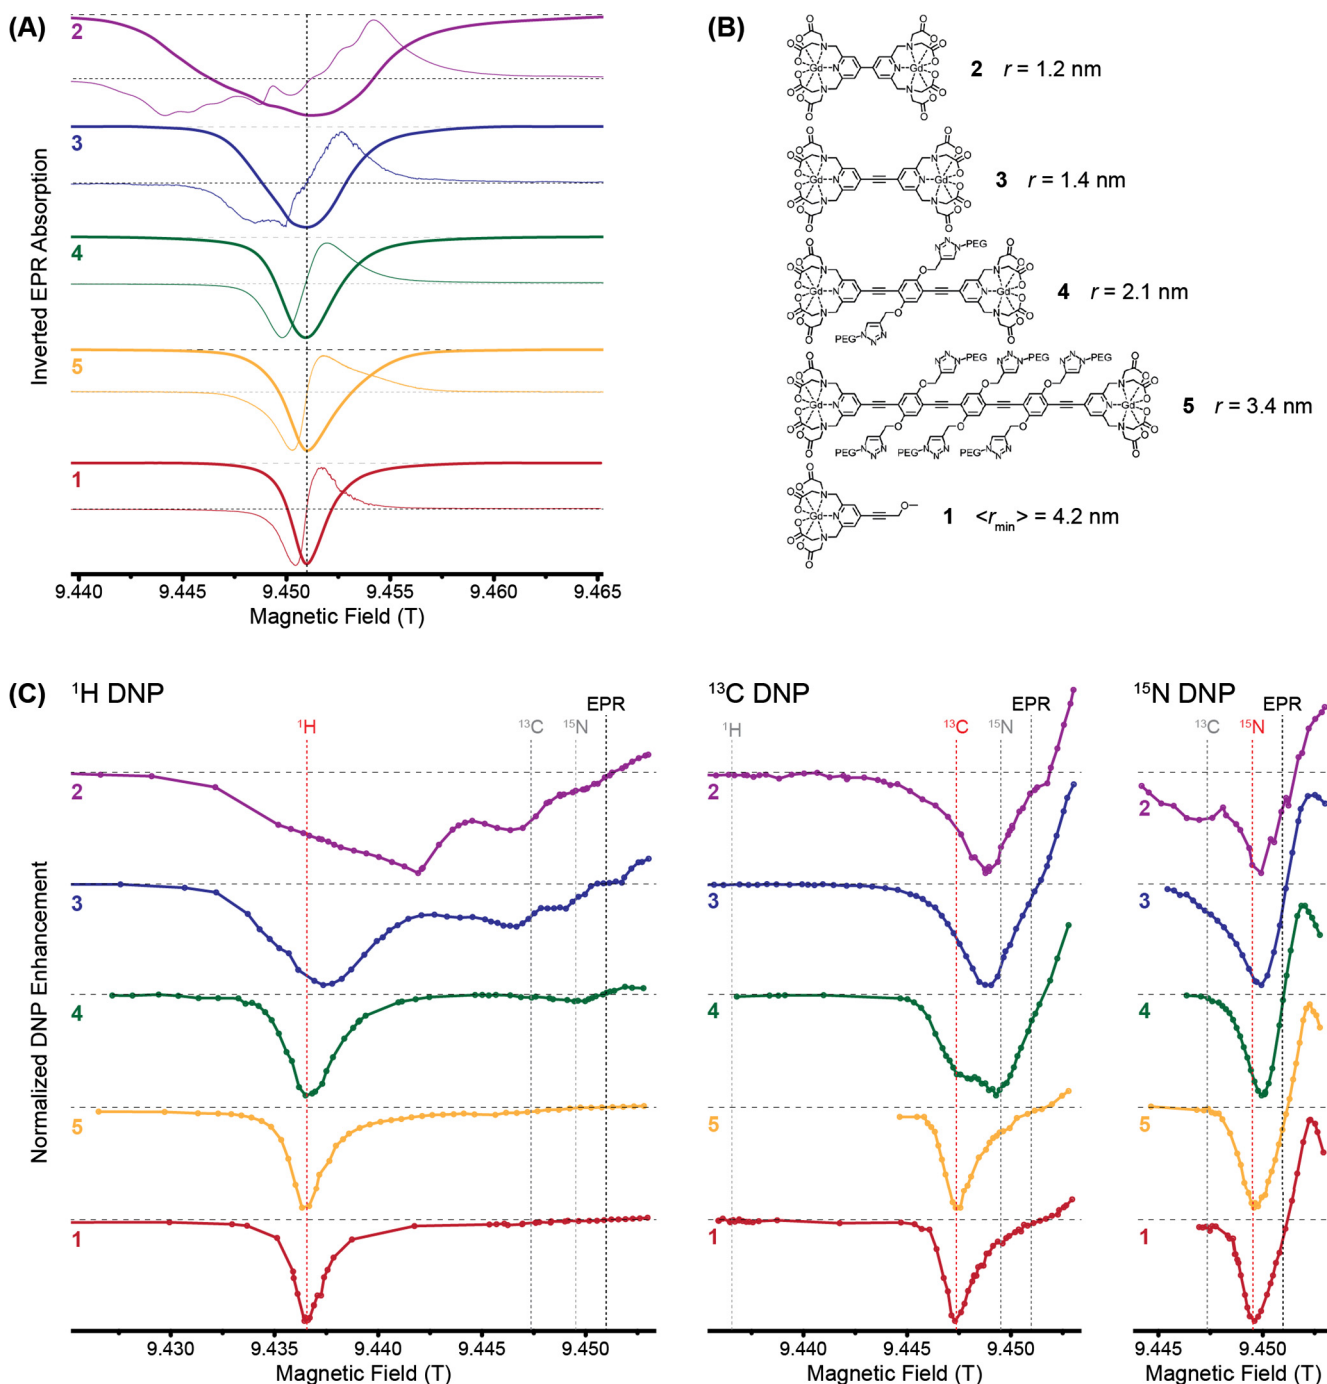 (A)
2
3
4
5
1
Inverted EPR Absorption
9.440 9.445 9.450 9.455 9.460 9.465
Magnetic Field (T)
(B)
2 r = 1.2 nm
3 r = 1.4 nm
4 r = 2.1 nm
5 r = 3.4 nm
1 <r_min> = 4.2 nm
(C)
¹H DNP
¹H
¹³C
¹⁵N
EPR
2
3
4
5
1
Normalized DNP Enhancement
9.430 9.435 9.440 9.445 9.450
Magnetic Field (T)
¹³C DNP
¹H
¹³C
¹⁵N
EPR
2
3
4
5
1
9.440 9.445 9.450
Magnetic Field (T)
¹⁵N DNP
¹³C
¹⁵N
EPR
2
3
4
5
1
9.445 9.450
Magnetic Field (T)